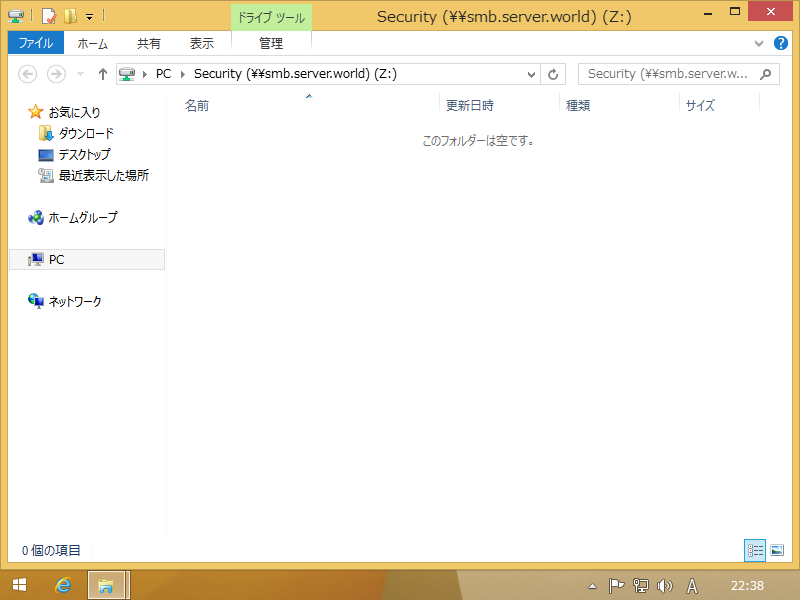 ドライブ ツール
Security (¥¥smb.server.world) (Z:)
ファイル ホーム 共有 表示 管理
PC Security (¥¥smb.server.world) (Z:)
Security (¥¥smb.server.w...
名前 更新日時 種類 サイズ
このフォルダーは空です。
お気に入り
ダウンロード
デスクトップ
最近表示した場所
ホームグループ
PC
ネットワーク
0 個の項目
A
22:38